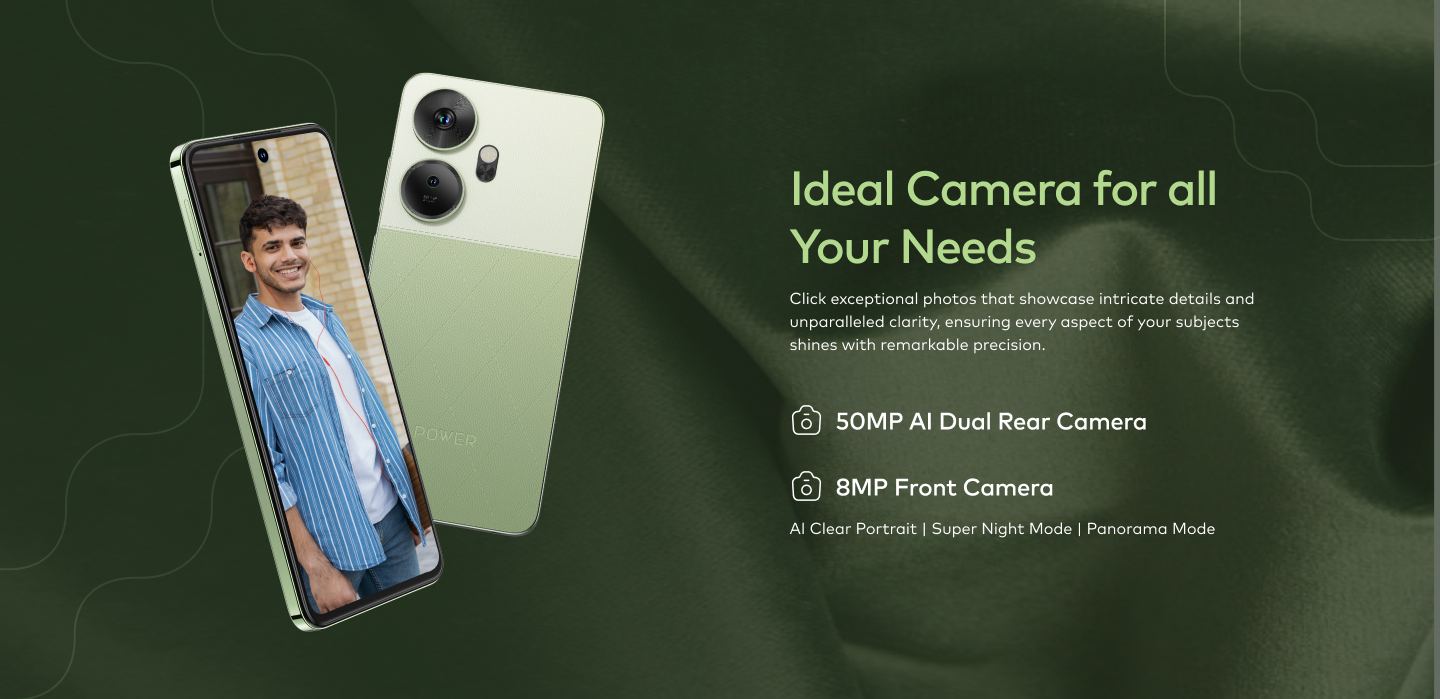 Ideal Camera for all
Your Needs
Click exceptional photos that showcase intricate details and
unparalleled clarity, ensuring every aspect of your subjects
shines with remarkable precision.
50MP AI Dual Rear Camera
8MP Front Camera
AI Clear Portrait | Super Night Mode | Panorama Mode
POWER